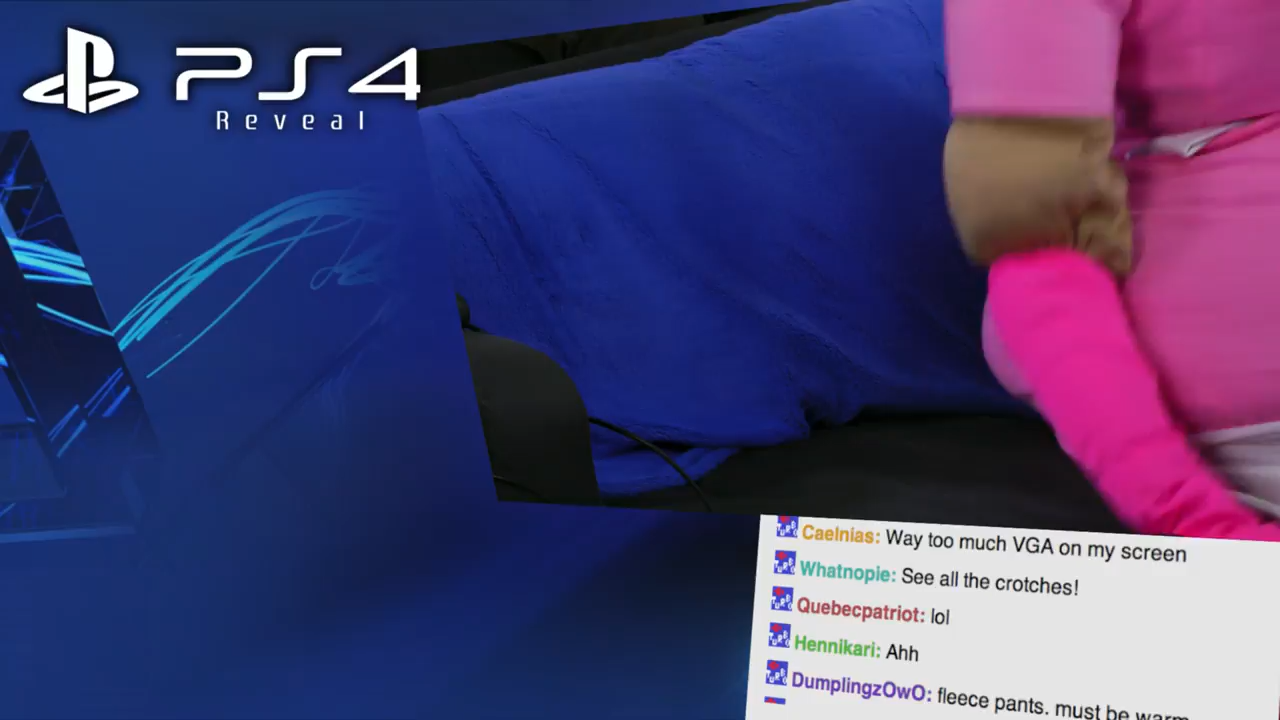 PS4
Reveal
Caelnias: Way too much VGA on my screen
Whatnopie: See all the crotches!
Quebecpatriot: lol
Hennikari: Ahh
DumplingzOwO: fleece pants. must be warm